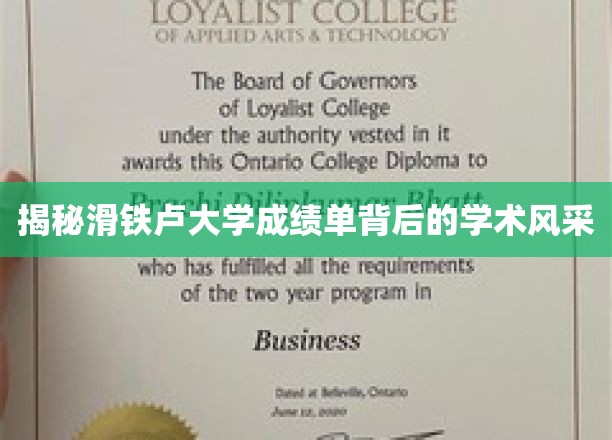 LOYALIST COLLEGE
OF APPLIED ARTS & TECHNOLOGY
The Board of Governors
of Loyalist College
under the authority vested in it
awards this Ontario College Diploma to
揭秘滑铁卢大学成绩单背后的学术风采
who has fulfilled all the requirements
of the two year program in
Business
Dated at Belleville, Ontario
June 12, 2020